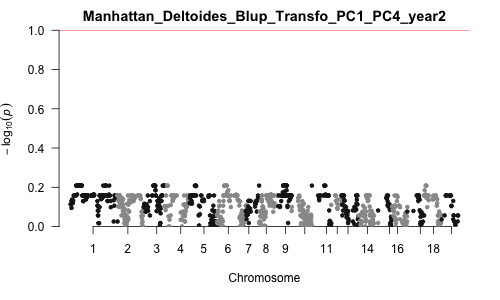 Manhattan_Deltoides_Blup_Transfo_PC1_PC4_year2
1.0
0.8
0.6
0.4
0.2
0.0
− log₁₀(p)
1 2 3 4 5 6 7 8 9 11 14 16 18
Chromosome